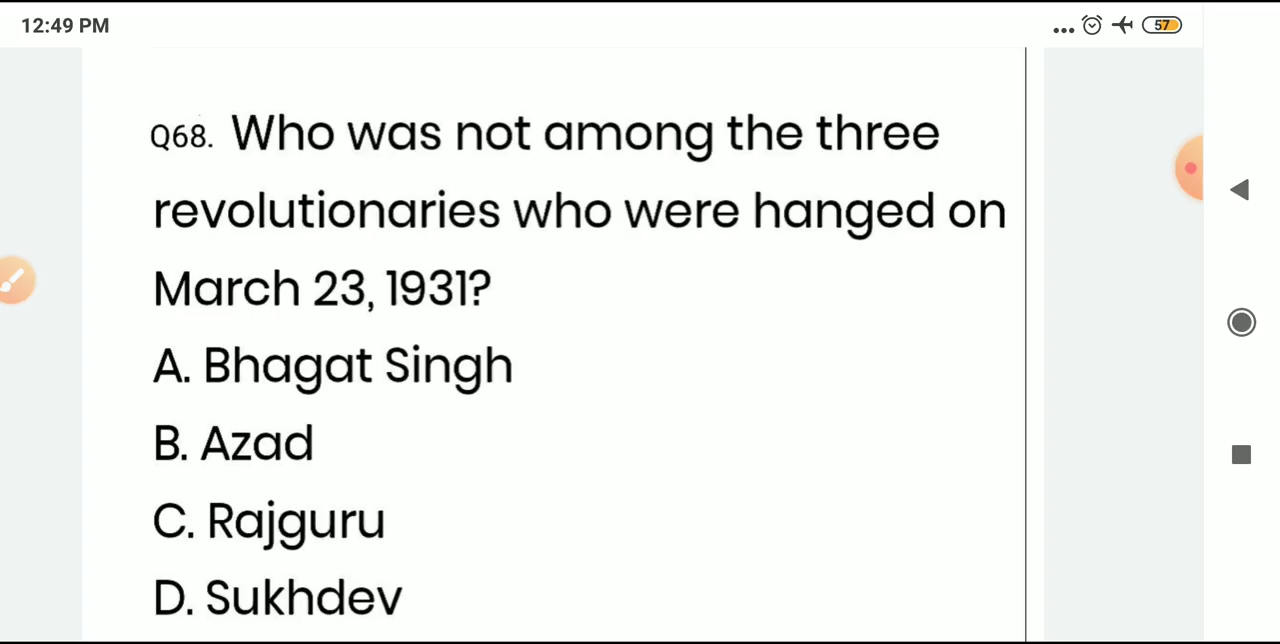 12:49 PM
57
Q68. Who was not among the three
revolutionaries who were hanged on
March 23, 1931?
A. Bhagat Singh
B. Azad
C. Rajguru
D. Sukhdev